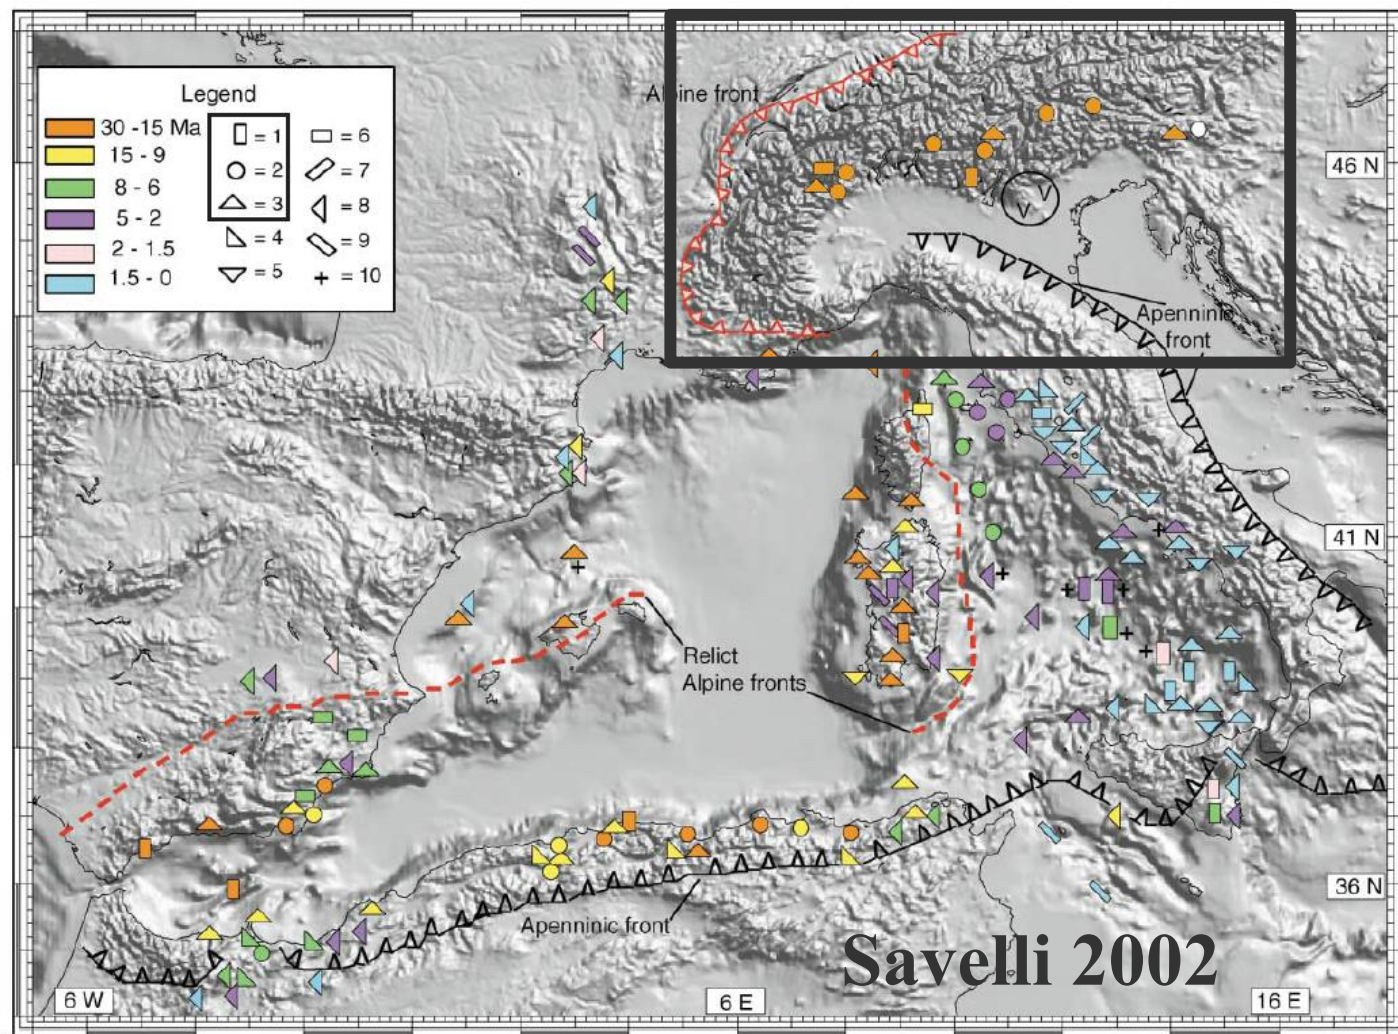 Legend
30 -15 Ma
15 - 9
8 - 6
5 - 2
2 - 1.5
1.5 - 0
= 1
= 2
= 3
= 4
= 5
= 6
= 7
= 8
= 9
= 10
Alpine front
46 N
Apenninic
front
41 N
Relict
Alpine fronts
36 N
Apenninic front
Savelli 2002
6 W
6 E
16 E